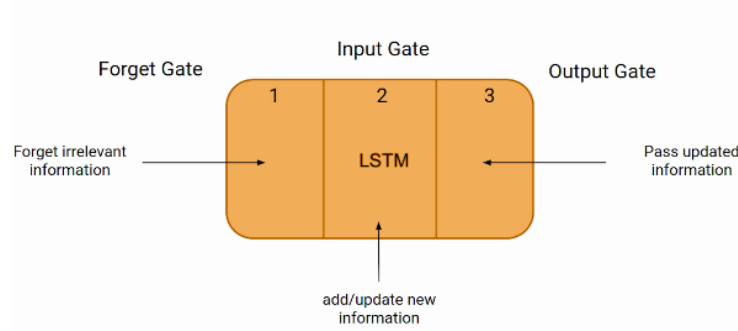 Input Gate
Forget Gate
Output Gate
1
2
3
Forget irrelevant
information
LSTM
Pass updated
information
add/update new
information